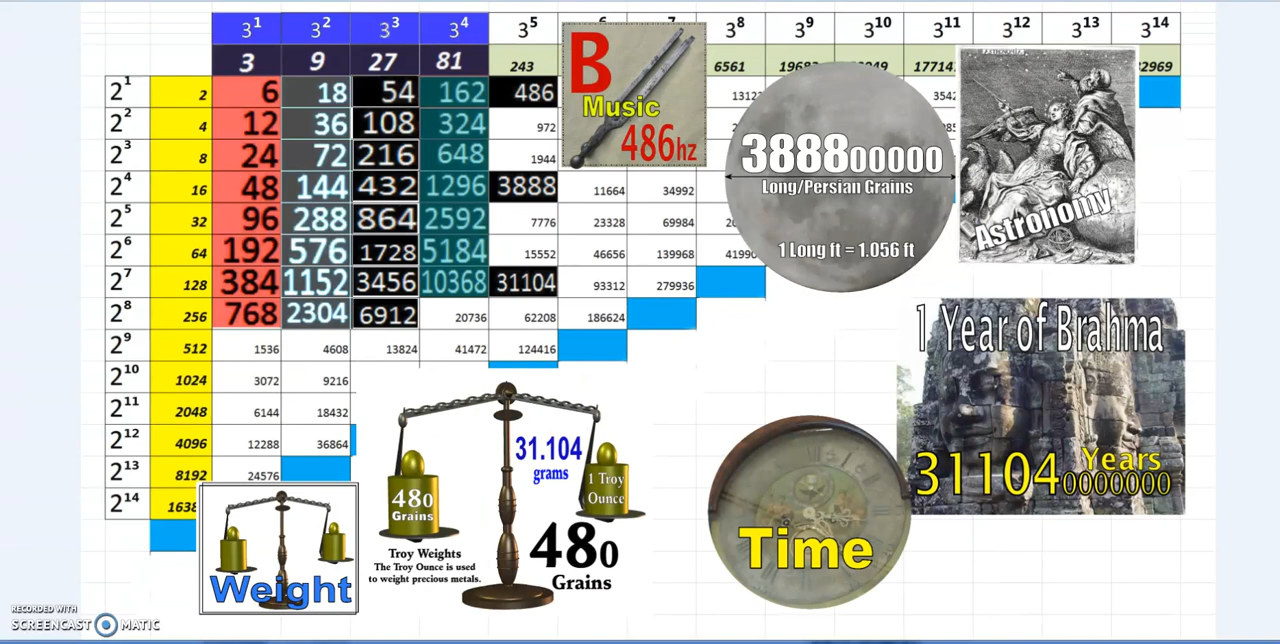 3¹ 3² 3³ 3⁴ 3⁵ 3⁸ 3⁹ 3¹⁰ 3¹¹ 3¹² 3¹³ 3¹⁴
3 9 27 81 243 6561
2¹ 2 6 18 54 162 486
2² 4 12 36 108 324 972
2³ 8 24 72 216 648 1944
2⁴ 16 48 144 432 1296 3888 11664 34992
2⁵ 32 96 288 864 2592 7776 23328 69984
2⁶ 64 192 576 1728 5184 15552 46656 139968
2⁷ 128 384 1152 3456 10368 31104 93312 279936
2⁸ 256 768 2304 6912 20736 62208 186624
2⁹ 512 1536 4608 13824 41472 124416
2¹⁰ 1024 3072 9216
2¹¹ 2048 6144 18432
2¹² 4096 12288 36864
2¹³ 8192 24576
2¹⁴
B
Music
486hz
388800000
Long/Persian Grains
1 Long ft = 1.056 ft
Astronomy
1 Year of Brahma
Years
311040000000
Time
31.104
grams
1 Troy
Ounce
480
Grains
480
Grains
Troy Weights
The Troy Ounce is used
to weight precious metals.
Weight
RECORDED WITH
SCREENCAST MATIC